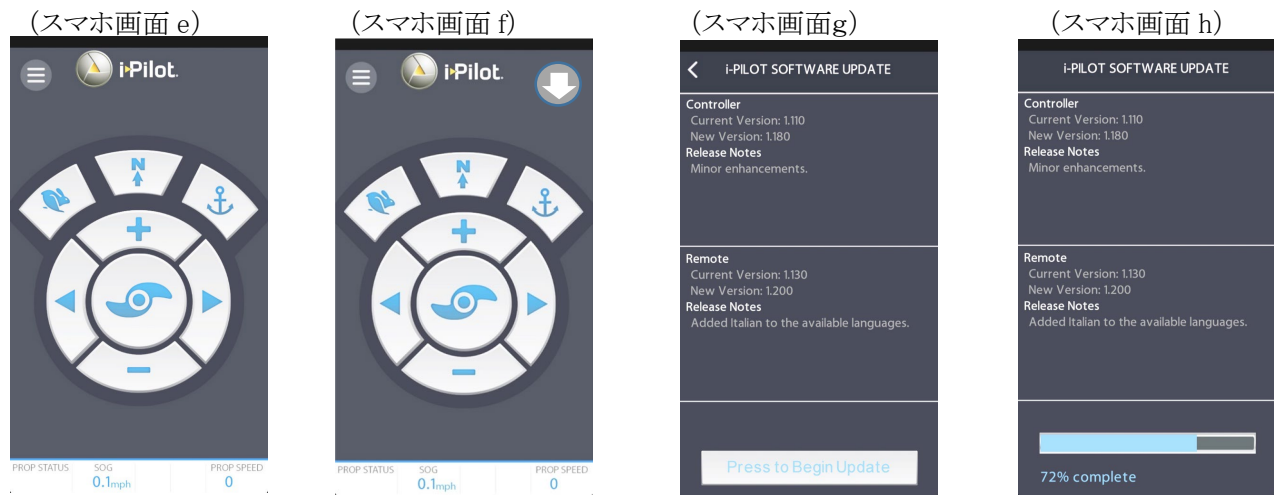 (スマホ画面 e)
i-Pilot.
N
PROP STATUS SOG PROP SPEED
0.1mph 0
(スマホ画面 f)
i-Pilot.
N
PROP STATUS SOG PROP SPEED
0.1mph 0
(スマホ画面g)
i-PILOT SOFTWARE UPDATE
Controller
Current Version: 1.110
New Version: 1.180
Release Notes
Minor enhancements.
Remote
Current Version: 1.130
New Version: 1.200
Release Notes
Added Italian to the available languages.
Press to Begin Update
(スマホ画面 h)
i-PILOT SOFTWARE UPDATE
Controller
Current Version: 1.110
New Version: 1.180
Release Notes
Minor enhancements.
Remote
Current Version: 1.130
New Version: 1.200
Release Notes
Added Italian to the available languages.
72% complete